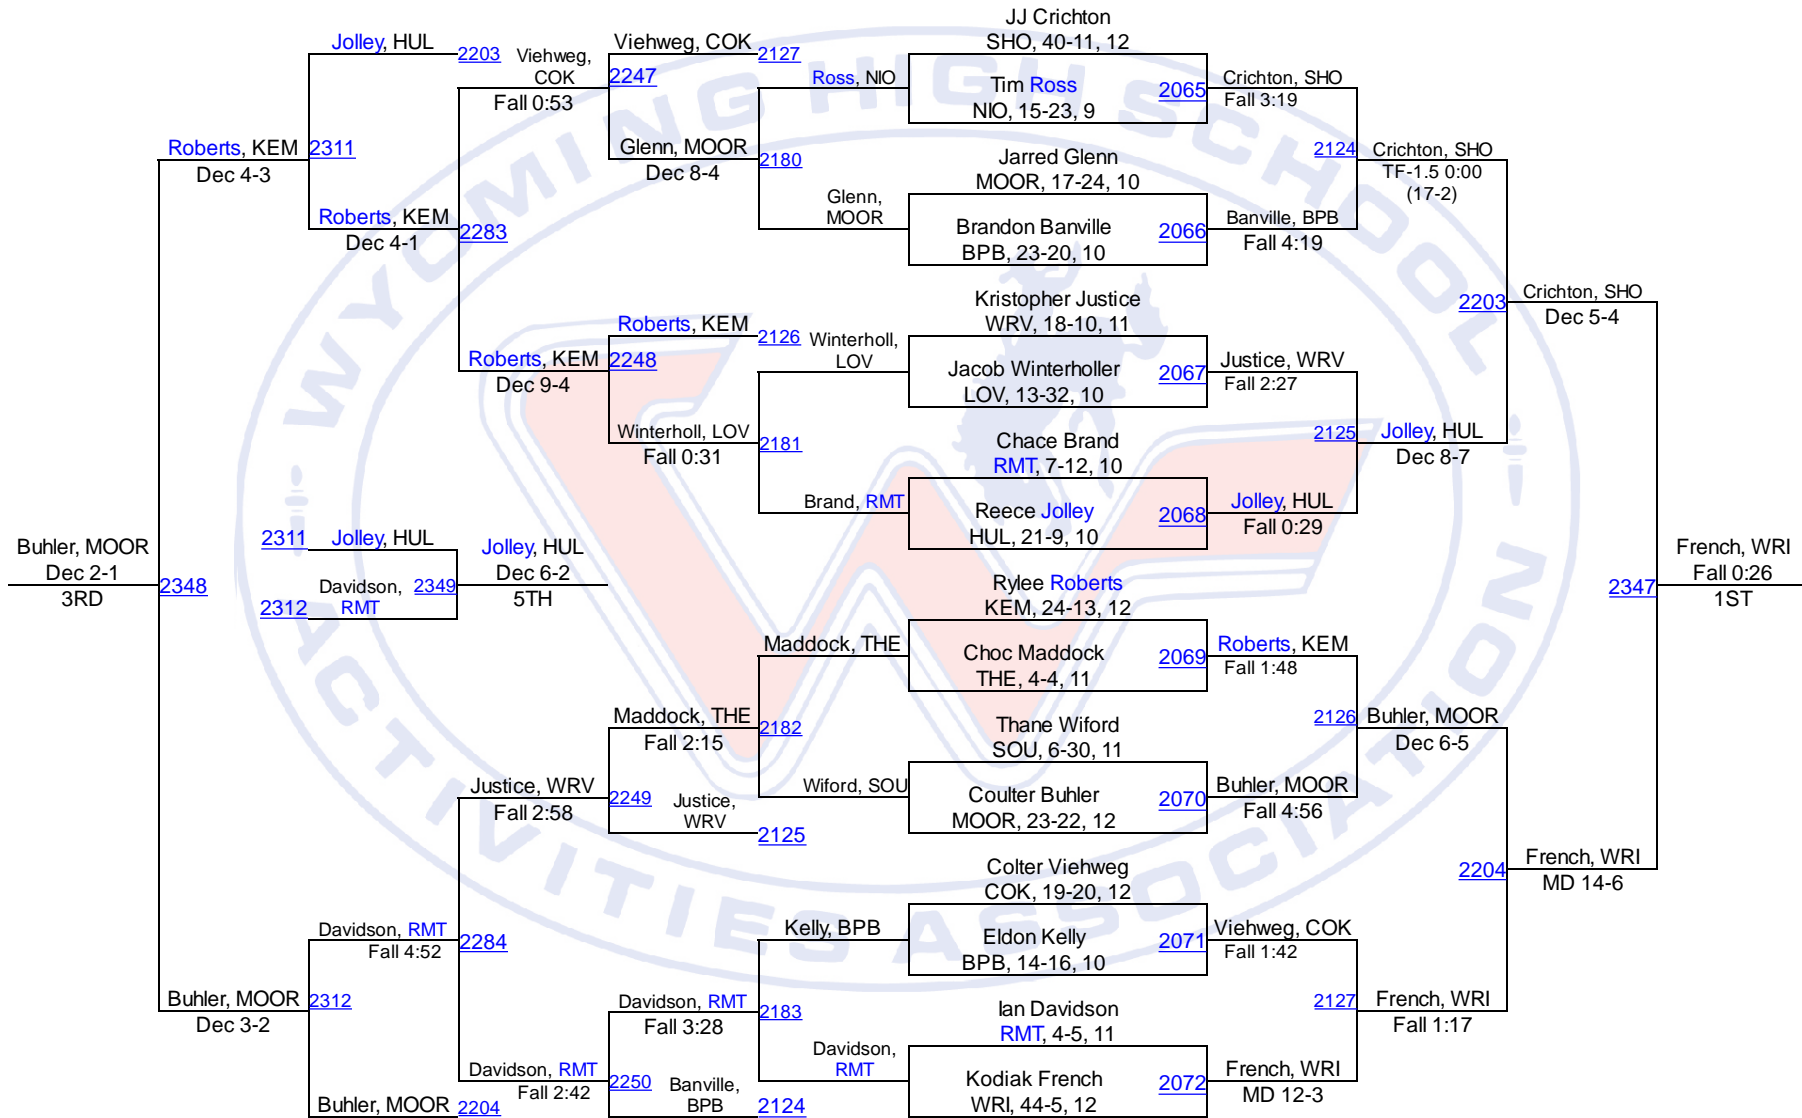 WYOMING HIGH SCHOOL
ACTIVITIES ASSOCIATION
JJ Crichton
SHO, 40-11, 12
Tim Ross
NIO, 15-23, 9
2065
Jarred Glenn
MOOR, 17-24, 10
Brandon Banville
BPB, 23-20, 10
2066
Kristopher Justice
WRV, 18-10, 11
Jacob Winterholler
LOV, 13-32, 10
2067
Chace Brand
RMT, 7-12, 10
Reece Jolley
HUL, 21-9, 10
2068
Rylee Roberts
KEM, 24-13, 12
Choc Maddock
THE, 4-4, 11
2069
Thane Wiford
SOU, 6-30, 11
Coulter Buhler
MOOR, 23-22, 12
2070
Colter Viehweg
COK, 19-20, 12
Eldon Kelly
BPB, 14-16, 10
2071
Ian Davidson
RMT, 4-5, 11
Kodiak French
WRI, 44-5, 12
2072
Crichton, SHO
Fall 3:19
Banville, BPB
Fall 4:19
2124
Justice, WRV
Fall 2:27
Jolley, HUL
Fall 0:29
2125
Roberts, KEM
Fall 1:48
Buhler, MOOR
Fall 4:56
2126
Viehweg, COK
Fall 1:42
French, WRI
MD 12-3
2127
Crichton, SHO
TF-1.5 0:00
(17-2)
Jolley, HUL
Dec 8-7
2203
Buhler, MOOR
Dec 6-5
French, WRI
Fall 1:17
2204
Crichton, SHO
Dec 5-4
French, WRI
MD 14-6
2347
French, WRI
Fall 0:26
1ST
Ross, NIO
Glenn,
MOOR
2180
Winterholl,
LOV
Brand, RMT
2181
Maddock, THE
Wiford, SOU
2182
Kelly, BPB
Davidson,
RMT
2183
Viehweg, COK
2127
Glenn, MOOR
Dec 8-4
2247
Roberts, KEM
2126
Winterholl, LOV
Fall 0:31
2248
Maddock, THE
Fall 2:15
Justice,
WRV
2125
2249
Davidson, RMT
Fall 3:28
Banville,
BPB
2124
2250
Viehweg,
COK
Fall 0:53
Roberts, KEM
Dec 9-4
2283
Justice, WRV
Fall 2:58
Davidson, RMT
Fall 2:42
2284
Jolley, HUL
2203
Roberts, KEM
Dec 4-1
2311
Davidson, RMT
Fall 4:52
Buhler, MOOR
2204
2312
Roberts, KEM
Dec 4-3
Buhler, MOOR
Dec 3-2
2348
Buhler, MOOR
Dec 2-1
3RD
2311
Jolley, HUL
2312
Davidson,
RMT
2349
Jolley, HUL
Dec 6-2
5TH